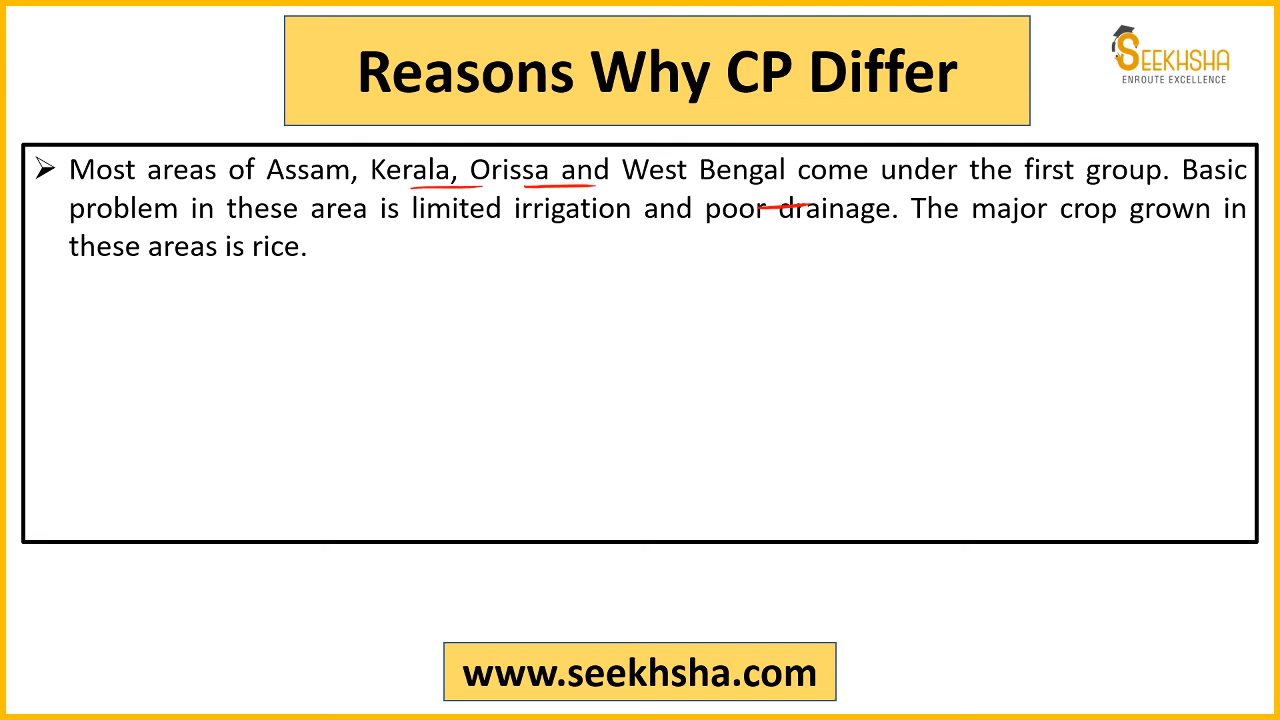 Reasons Why CP Differ
SEEKHSHA
ENROUTE EXCELLENCE
Most areas of Assam, Kerala, Orissa and West Bengal come under the first group. Basic
problem in these area is limited irrigation and poor drainage. The major crop grown in
these areas is rice.
www.seekhsha.com